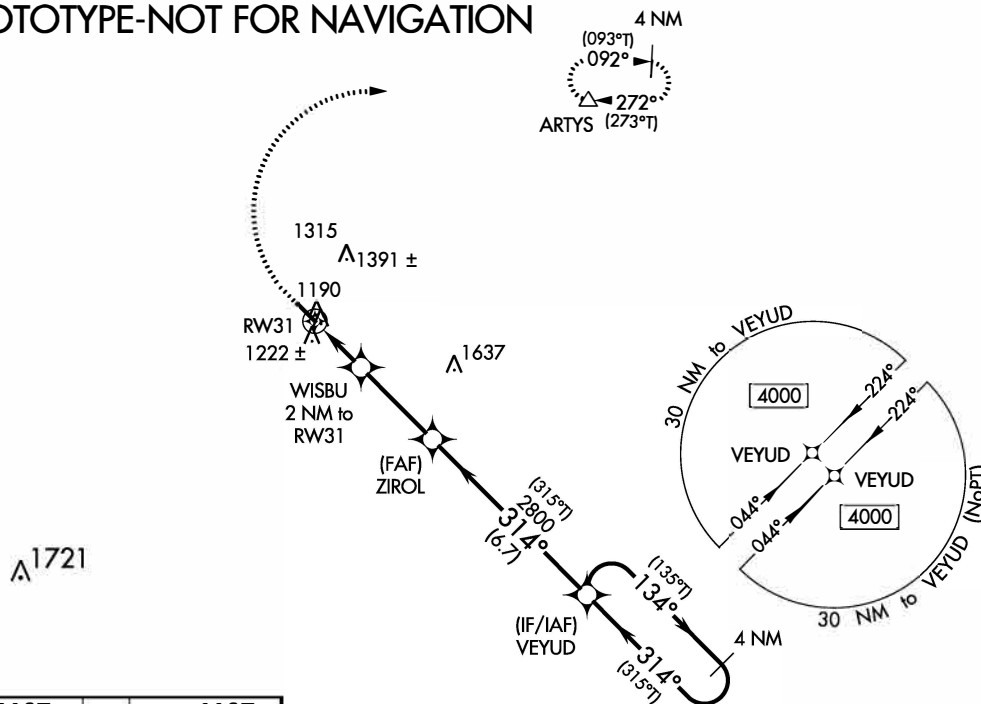 OTOTYPE-NOT FOR NAVIGATION
4 NM
(093°T)
092°
272°
ARTYS (273°T)
1315
1391 ±
1190
RW31
1222 ±
1637
WISBU
2 NM to
RW31
(FAF)
ZIROL
(315°T)
2800
314°
(6.7)
1721
(IF/IAF)
VEYUD
(135°T)
134°
4 NM
314°
(315°T)
30 NM to VEYUD
4000
224°
224°
VEYUD
VEYUD
044°
044°
4000
30 NM to VEYUD (NoPT)